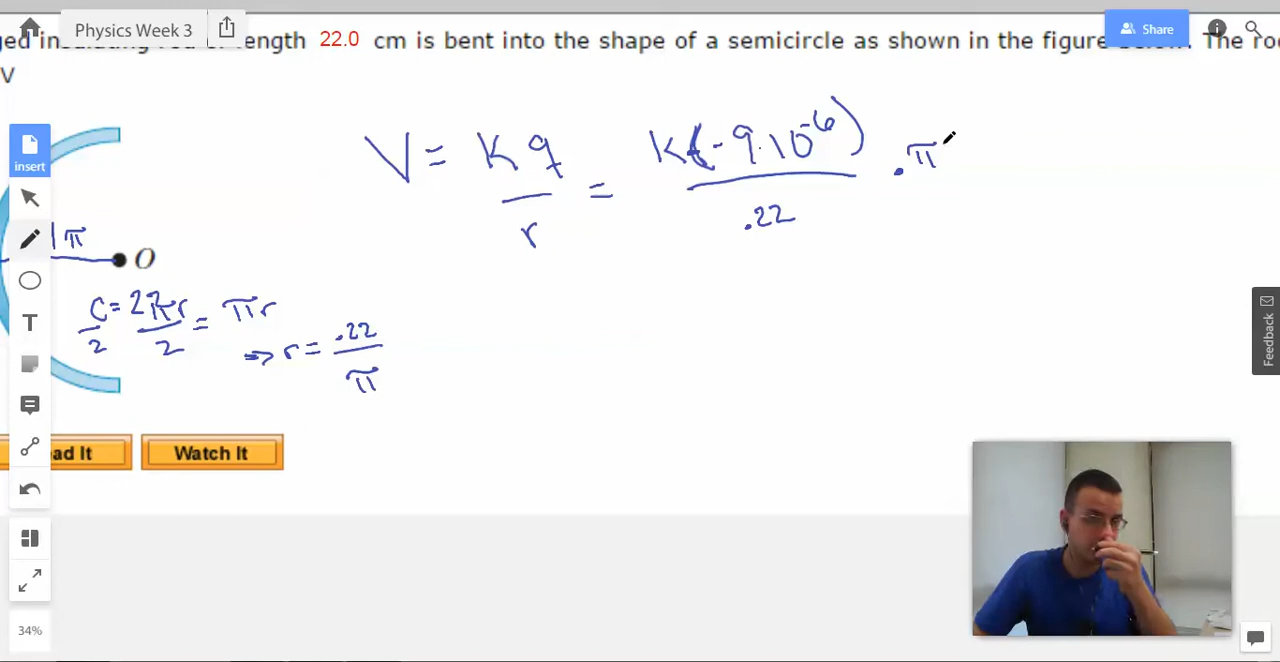 Physics Week 3
Share
ged insulating rod of length 22.0 cm is bent into the shape of a semicircle as shown in the figure below. The rod
V
insert
V = Kq/r = K(-9·10^-6)/.22 · π
1π
O
C/2 = 2πr/2 = πr
→ r = .22/π
T
Feedback
ad It
Watch It
34%